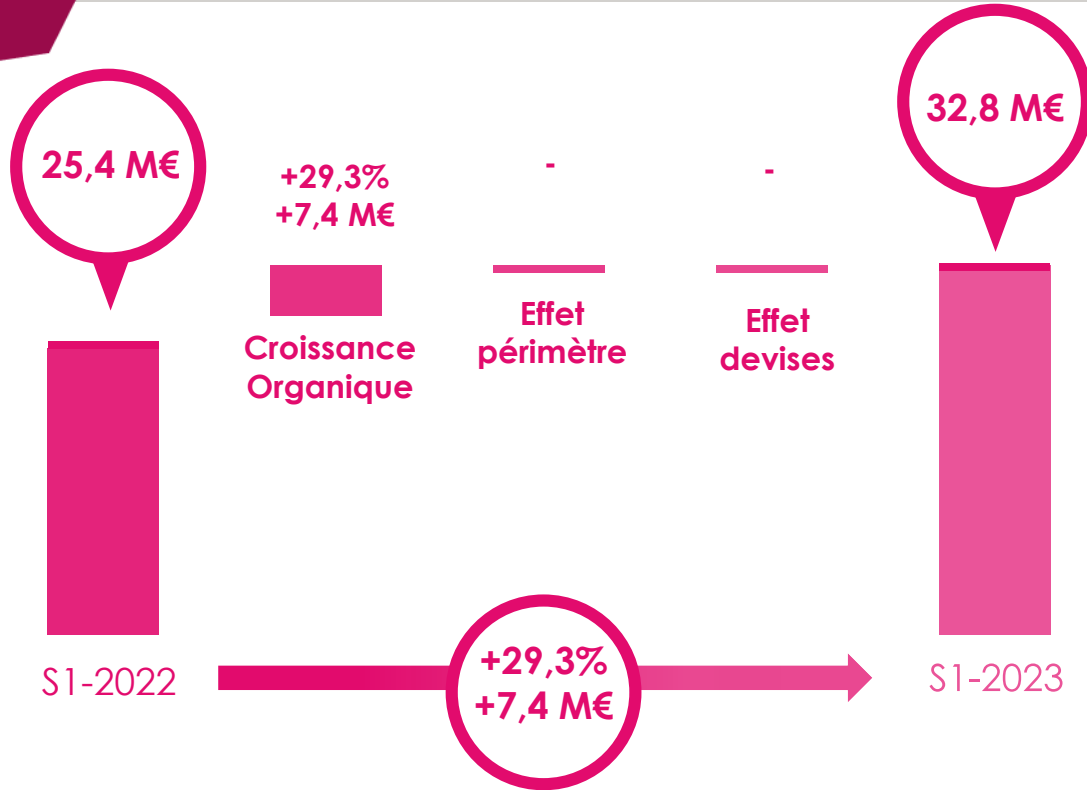 25,4 M€
+29,3%
+7,4 M€
-
-
32,8 M€
Croissance
Organique
Effet
périmètre
Effet
devises
S1-2022
+29,3%
+7,4 M€
S1-2023